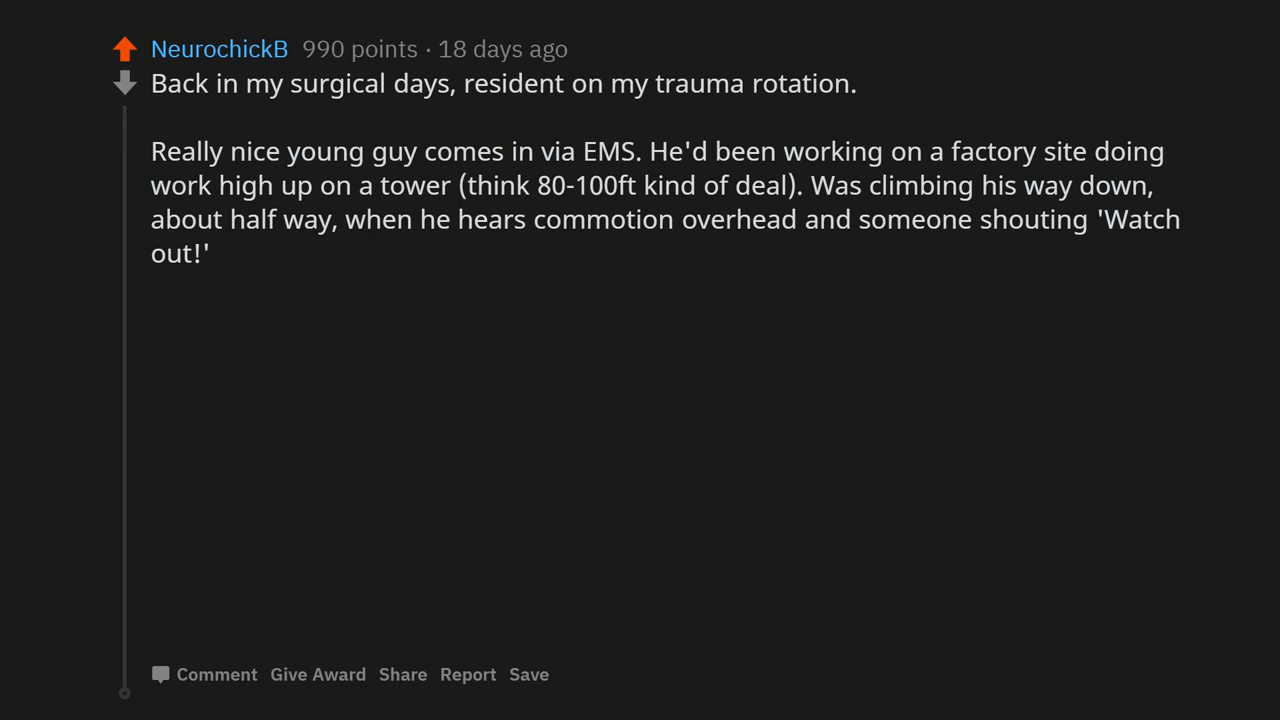 NeurochickB 990 points · 18 days ago
Back in my surgical days, resident on my trauma rotation.
Really nice young guy comes in via EMS. He'd been working on a factory site doing
work high up on a tower (think 80-100ft kind of deal). Was climbing his way down,
about half way, when he hears commotion overhead and someone shouting 'Watch
out!'
Comment Give Award Share Report Save